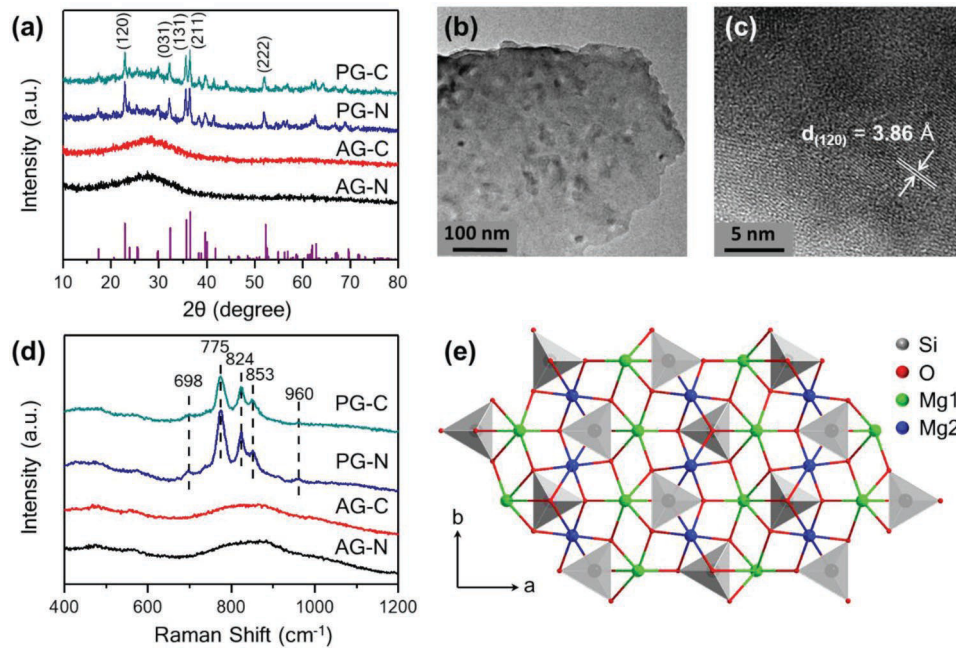 (a)
(120)
(031)
(131)
(211)
(222)
PG-C
PG-N
AG-C
AG-N
Intensity (a.u.)
10 20 30 40 50 60 70 80
2θ (degree)
(b)
100 nm
(c)
d(120) = 3.86 Å
5 nm
(d)
698
775
824
853
960
PG-C
PG-N
AG-C
AG-N
Intensity (a.u.)
400 600 800 1000 1200
Raman Shift (cm⁻¹)
(e)
Si
O
Mg1
Mg2
b
a